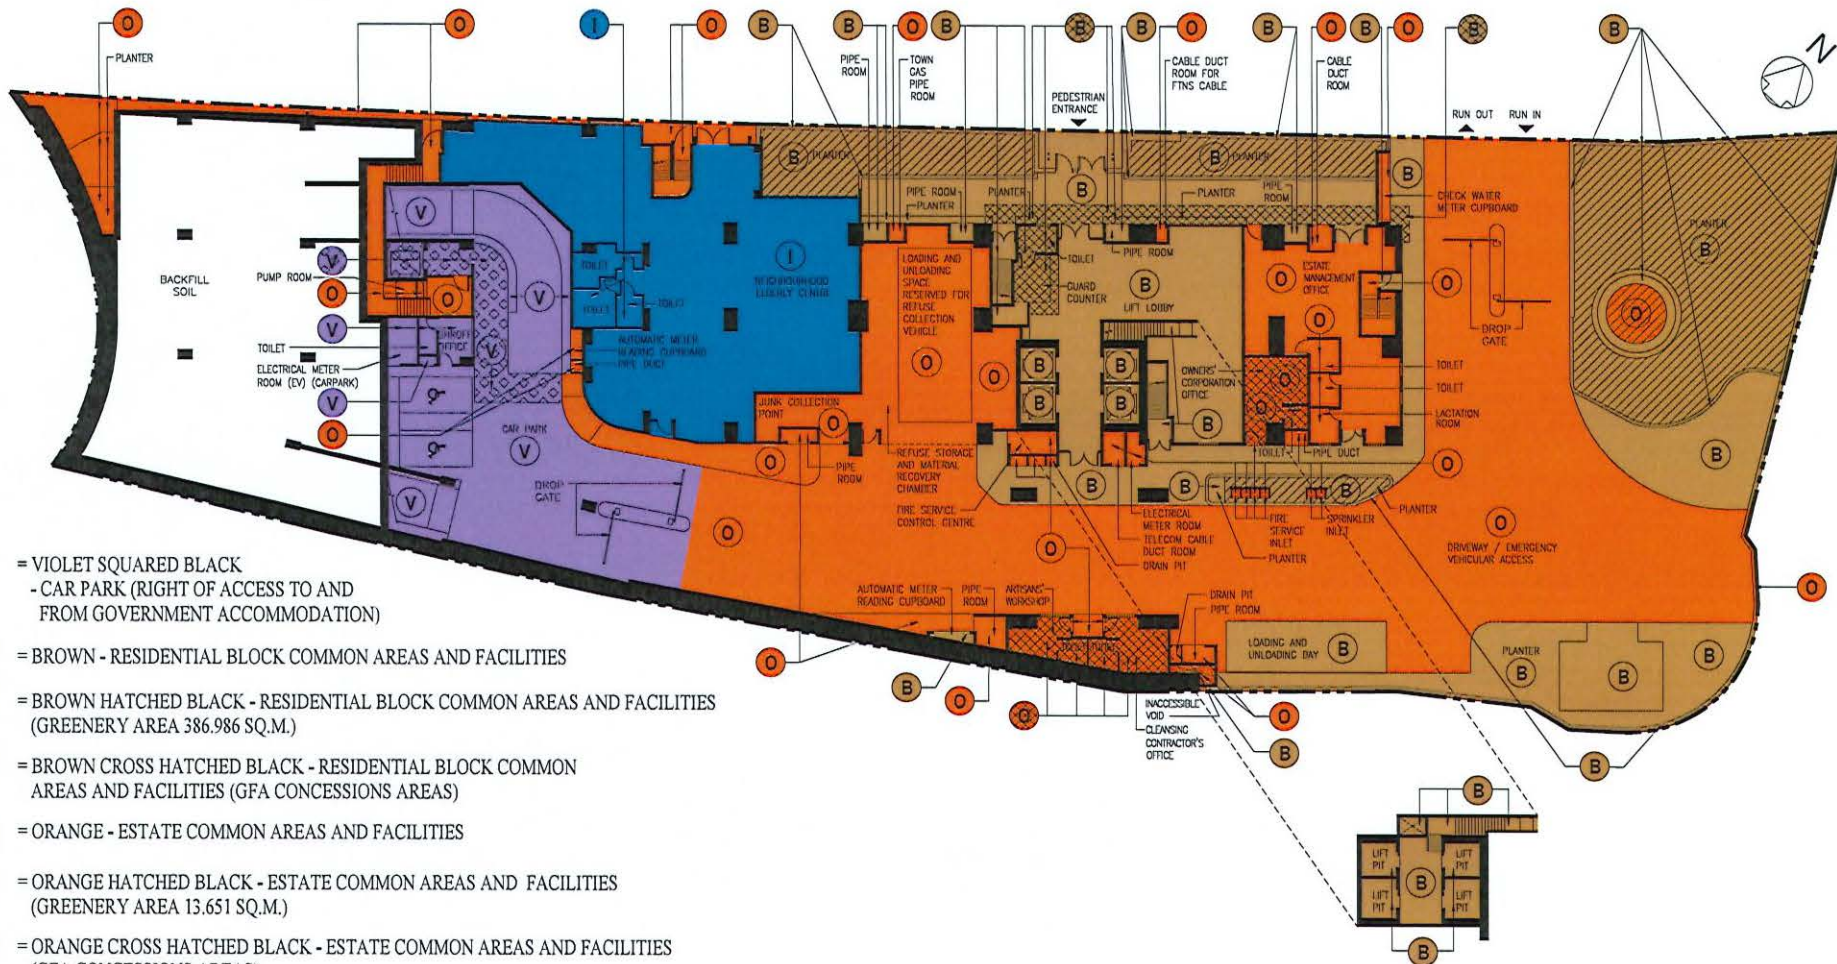 O
O
I
O
B
B
O
B
B
B
O
B
O
B
O
B
B
N
PLANTER
PIPE
ROOM
TOWN
GAS
PIPE
ROOM
PEDESTRIAN
ENTRANCE
CABLE DUCT
ROOM FOR
FTNS CABLE
CABLE
DUCT
ROOM
RUN OUT
RUN IN
B
PLANTER
B
PLANTER
B
B
PIPE ROOM
PLANTER
PLANTER
PLANTER
PIPE
ROOM
CHECK WATER
METER CUPBOARD
PLANTER
B
V
BACKFILL
SOIL
V
PUMP ROOM
O
O
V
V
V
TOILET
SHROFF
OFFICE
ELECTRICAL METER
ROOM (EV) (CARPARK)
V
O
CAR PARK
V
V
TOILET
TOILET
TOILET
I
NEIGHBOURHOOD
ELDERLY CENTRE
AUTOMATIC METER
READING CUPBOARD
PIPE DUCT
LOADING AND
UNLOADING
SPACE
RESERVED FOR
REFUSE
COLLECTION
VEHICLE
O
O
TOILET
GUARD
COUNTER
PIPE ROOM
B
LIFT LOBBY
B
B
B
B
O
ESTATE
MANAGEMENT
OFFICE
O
O
OWNERS'
CORPORATION
OFFICE
B
O
O
TOILET
TOILET
LACTATION
ROOM
DROP
GATE
O
B
JUNK COLLECTION
POINT
O
O
PIPE
ROOM
REFUSE STORAGE
AND MATERIAL
RECOVERY
CHAMBER
FIRE SERVICE
CONTROL CENTRE
B
B
B
TOILET
PIPE DUCT
O
PLANTER
DROP
GATE
O
O
ELECTRICAL
METER ROOM
TELECOM CABLE
DUCT ROOM
DRAIN PIT
FIRE
SERVICE
INLET
SPRINKLER
INLET
PLANTER
O
DRIVEWAY / EMERGENCY
VEHICULAR ACCESS
O
= VIOLET SQUARED BLACK
- CAR PARK (RIGHT OF ACCESS TO AND
FROM GOVERNMENT ACCOMMODATION)
= BROWN - RESIDENTIAL BLOCK COMMON AREAS AND FACILITIES
= BROWN HATCHED BLACK - RESIDENTIAL BLOCK COMMON AREAS AND FACILITIES
(GREENERY AREA 386.986 SQ.M.)
= BROWN CROSS HATCHED BLACK - RESIDENTIAL BLOCK COMMON
AREAS AND FACILITIES (GFA CONCESSIONS AREAS)
= ORANGE - ESTATE COMMON AREAS AND FACILITIES
= ORANGE HATCHED BLACK - ESTATE COMMON AREAS AND FACILITIES
(GREENERY AREA 13.651 SQ.M.)
= ORANGE CROSS HATCHED BLACK - ESTATE COMMON AREAS AND FACILITIES
AUTOMATIC METER
READING CUPBOARD
PIPE
ROOM
ARTISANS'
WORKSHOP
DRAIN PIT
PIPE ROOM
LOADING AND
UNLOADING BAY
B
PLANTER
B
B
B
O
B
O
O
INACCESSIBLE
VOID
CLEANSING
CONTRACTOR'S
OFFICE
O
B
B
B
LIFT
PIT
LIFT
PIT
B
LIFT
PIT
LIFT
PIT
B